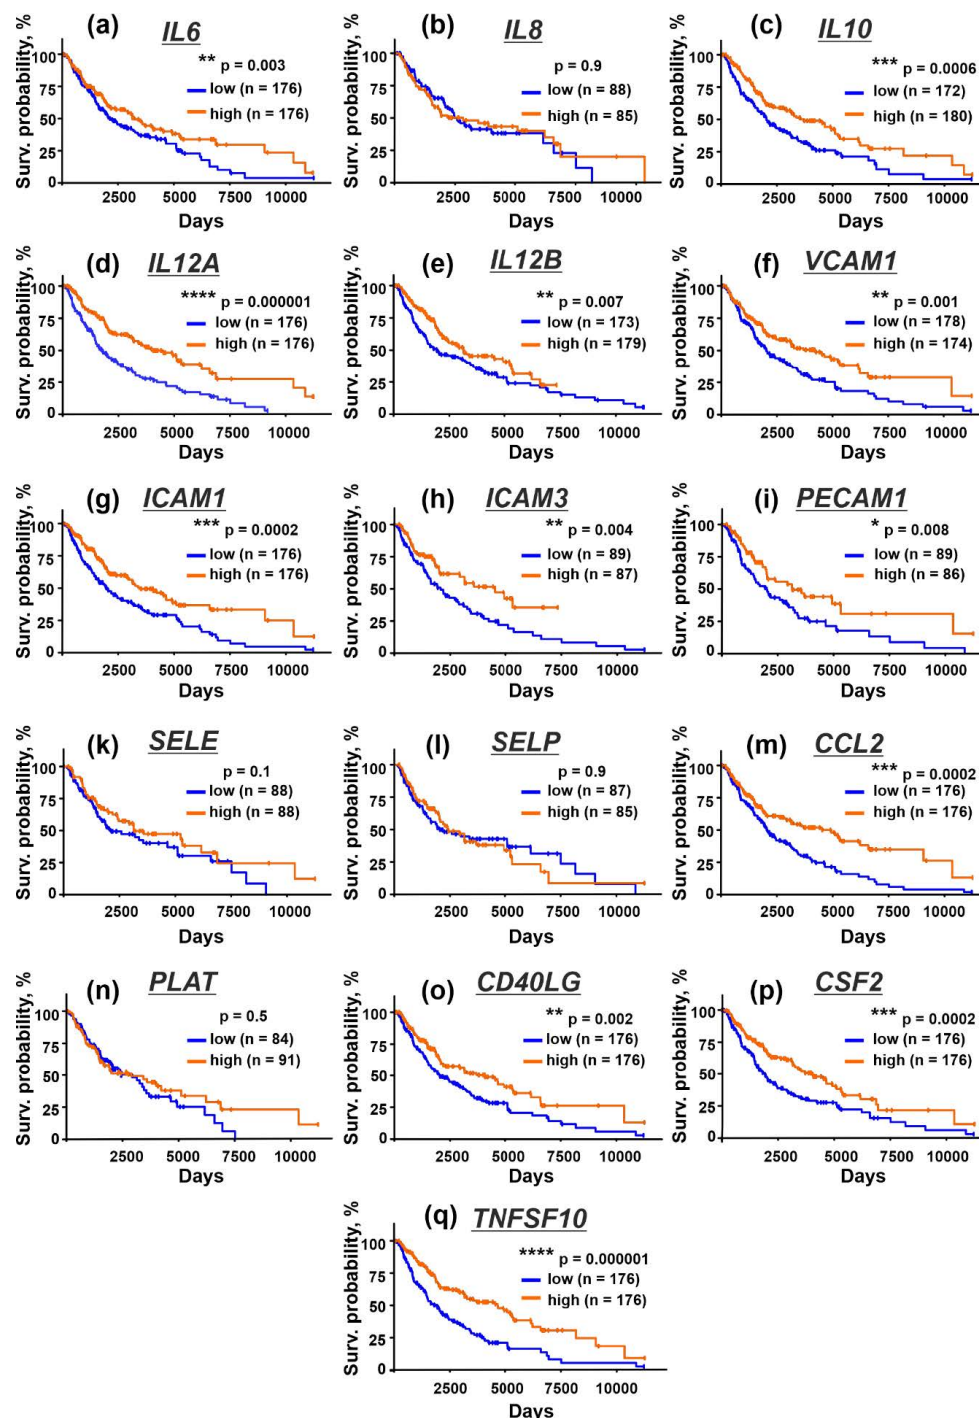 (a) IL6
Surv. probability, %
** p = 0.003
low (n = 176)
high (n = 176)
100
75
50
25
0
2500 5000 7500 10000
Days
(b) IL8
Surv. probability, %
p = 0.9
low (n = 88)
high (n = 85)
100
75
50
25
0
2500 5000 7500 10000
Days
(c) IL10
Surv. probability, %
*** p = 0.0006
low (n = 172)
high (n = 180)
100
75
50
25
0
2500 5000 7500 10000
Days
(d) IL12A
Surv. probability, %
**** p = 0.000001
low (n = 176)
high (n = 176)
100
75
50
25
0
2500 5000 7500 10000
Days
(e) IL12B
Surv. probability, %
** p = 0.007
low (n = 173)
high (n = 179)
100
75
50
25
0
2500 5000 7500 10000
Days
(f) VCAM1
Surv. probability, %
** p = 0.001
low (n = 178)
high (n = 174)
100
75
50
25
0
2500 5000 7500 10000
Days
(g) ICAM1
Surv. probability, %
*** p = 0.0002
low (n = 176)
high (n = 176)
100
75
50
25
0
2500 5000 7500 10000
Days
(h) ICAM3
Surv. probability, %
** p = 0.004
low (n = 89)
high (n = 87)
100
75
50
25
0
2500 5000 7500 10000
Days
(i) PECAM1
Surv. probability, %
* p = 0.008
low (n = 89)
high (n = 86)
100
75
50
25
0
2500 5000 7500 10000
Days
(k) SELE
Surv. probability, %
p = 0.1
low (n = 88)
high (n = 88)
100
75
50
25
0
2500 5000 7500 10000
Days
(l) SELP
Surv. probability, %
p = 0.9
low (n = 87)
high (n = 85)
100
75
50
25
0
2500 5000 7500 10000
Days
(m) CCL2
Surv. probability, %
*** p = 0.0002
low (n = 176)
high (n = 176)
100
75
50
25
0
2500 5000 7500 10000
Days
(n) PLAT
Surv. probability, %
p = 0.5
low (n = 84)
high (n = 91)
100
75
50
25
0
2500 5000 7500 10000
Days
(o) CD40LG
Surv. probability, %
** p = 0.002
low (n = 176)
high (n = 176)
100
75
50
25
0
2500 5000 7500 10000
Days
(p) CSF2
Surv. probability, %
*** p = 0.0002
low (n = 176)
high (n = 176)
100
75
50
25
0
2500 5000 7500 10000
Days
(q) TNFSF10
Surv. probability, %
**** p = 0.000001
low (n = 176)
high (n = 176)
100
75
50
25
0
2500 5000 7500 10000
Days